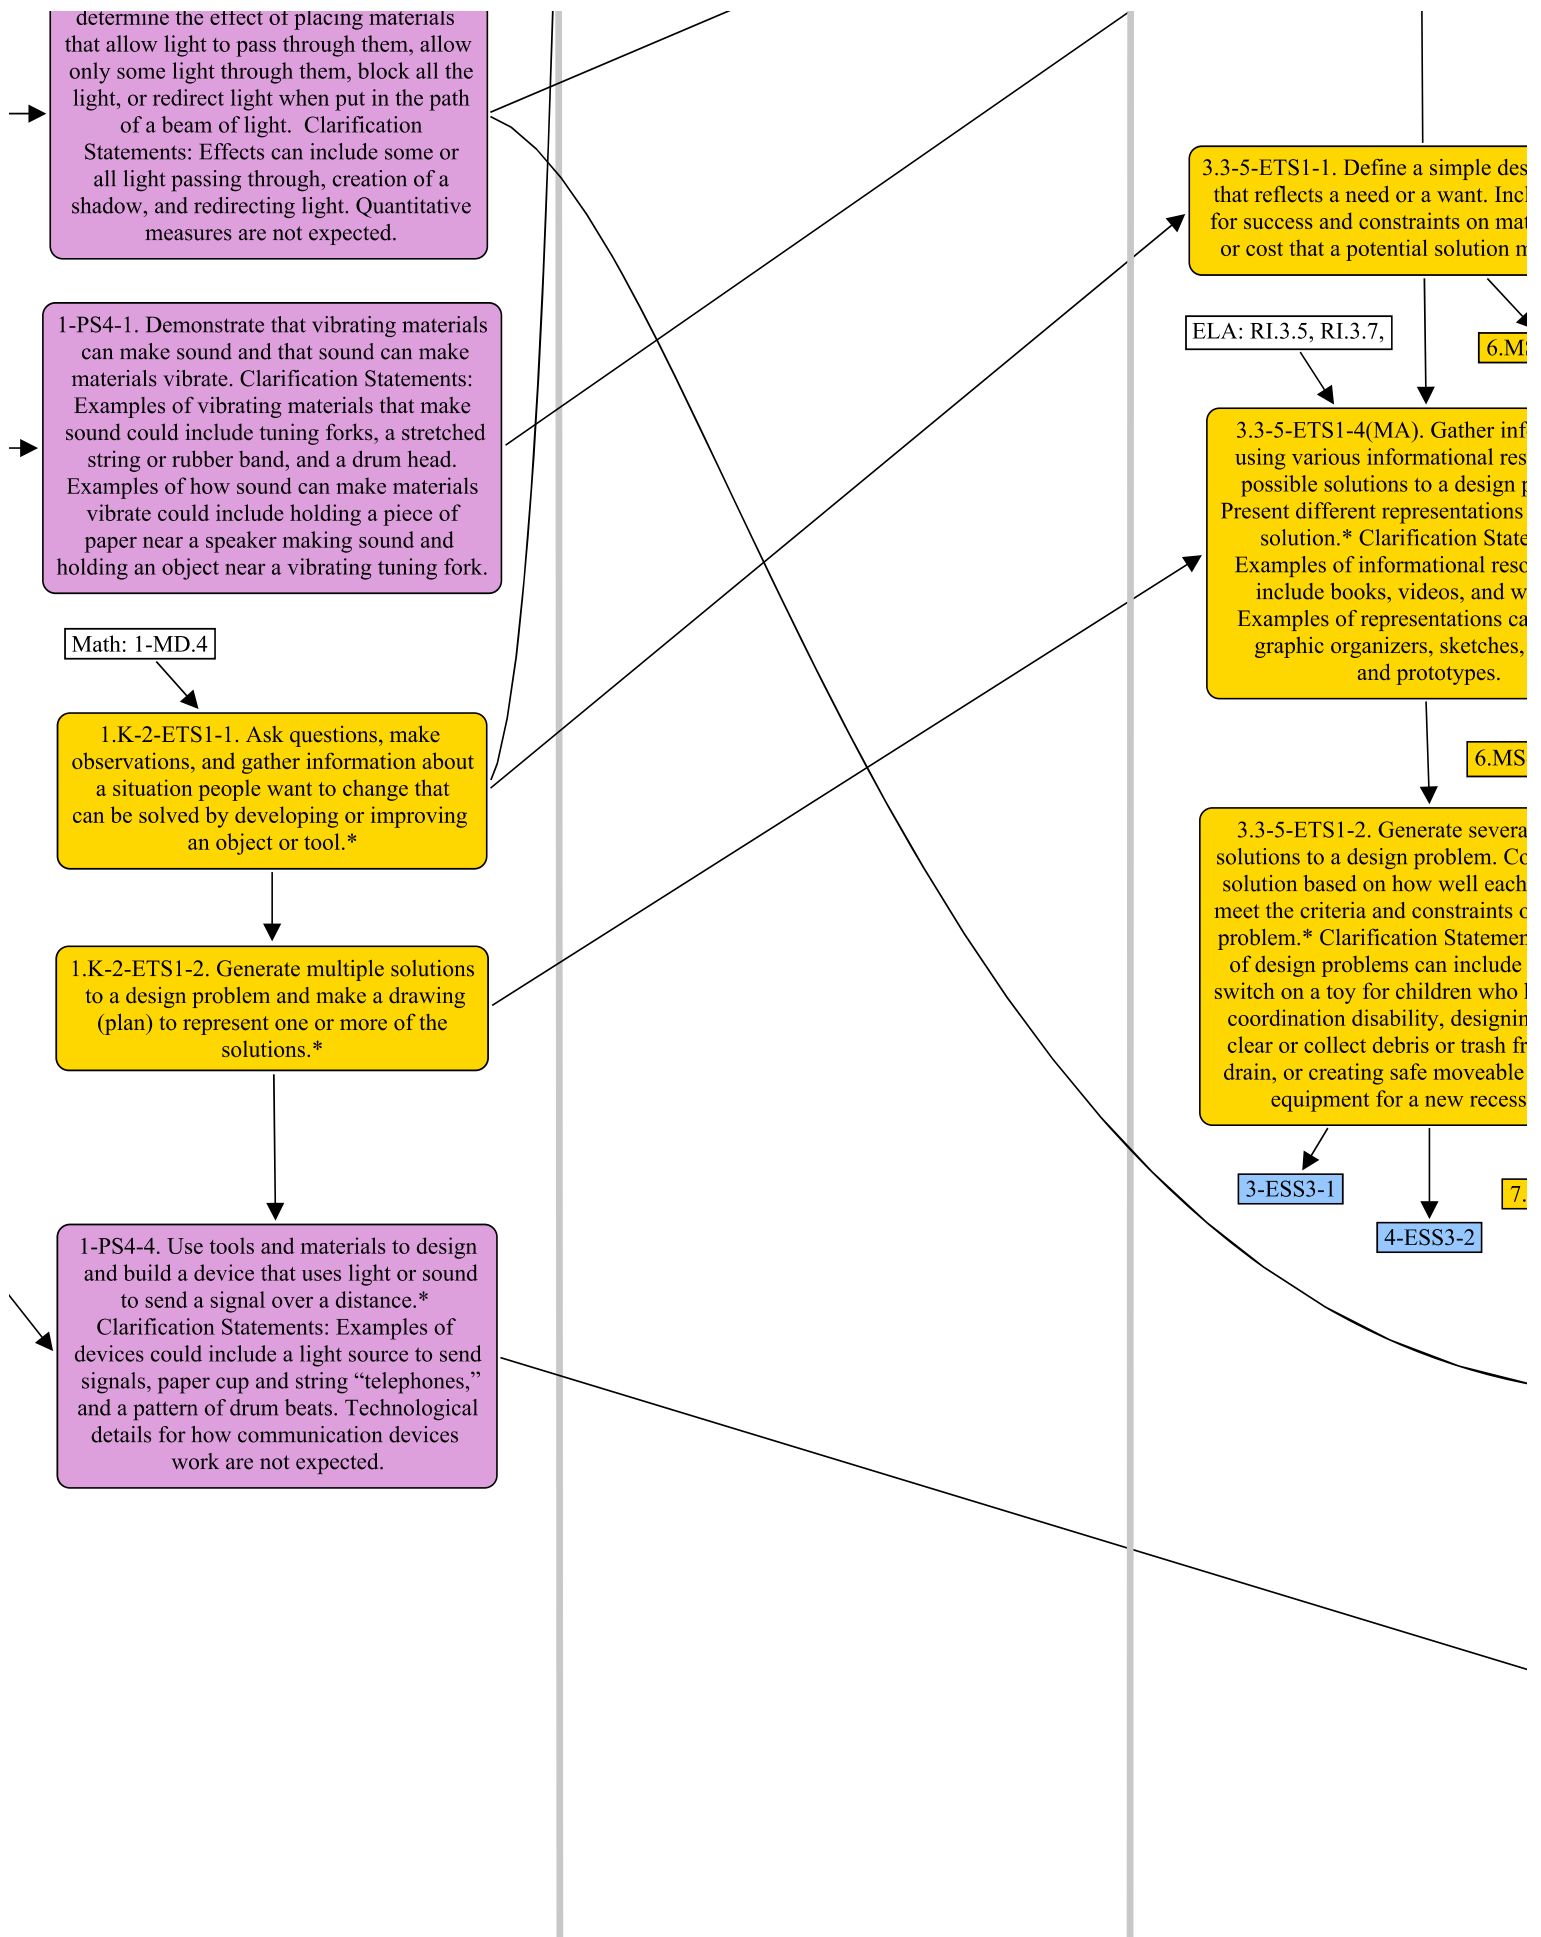 determine the effect of placing materials
that allow light to pass through them, allow
only some light through them, block all the
light, or redirect light when put in the path
of a beam of light. Clarification
Statements: Effects can include some or
all light passing through, creation of a
shadow, and redirecting light. Quantitative
measures are not expected.
1-PS4-1. Demonstrate that vibrating materials
can make sound and that sound can make
materials vibrate. Clarification Statements:
Examples of vibrating materials that make
sound could include tuning forks, a stretched
string or rubber band, and a drum head.
Examples of how sound can make materials
vibrate could include holding a piece of
paper near a speaker making sound and
holding an object near a vibrating tuning fork.
Math: 1-MD.4
1.K-2-ETS1-1. Ask questions, make
observations, and gather information about
a situation people want to change that
can be solved by developing or improving
an object or tool.*
1.K-2-ETS1-2. Generate multiple solutions
to a design problem and make a drawing
(plan) to represent one or more of the
solutions.*
1-PS4-4. Use tools and materials to design
and build a device that uses light or sound
to send a signal over a distance.*
Clarification Statements: Examples of
devices could include a light source to send
signals, paper cup and string “telephones,”
and a pattern of drum beats. Technological
details for how communication devices
work are not expected.
3.3-5-ETS1-1. Define a simple des
that reflects a need or a want. Incl
for success and constraints on mat
or cost that a potential solution m
ELA: RI.3.5, RI.3.7,
6.MS
3.3-5-ETS1-4(MA). Gather inf
using various informational res
possible solutions to a design p
Present different representations
solution.* Clarification State
Examples of informational reso
include books, videos, and w
Examples of representations ca
graphic organizers, sketches,
and prototypes.
6.MS
3.3-5-ETS1-2. Generate severa
solutions to a design problem. Co
solution based on how well each
meet the criteria and constraints o
problem.* Clarification Statemen
of design problems can include
switch on a toy for children who
coordination disability, designin
clear or collect debris or trash fr
drain, or creating safe moveable
equipment for a new recess
3-ESS3-1
7.
4-ESS3-2